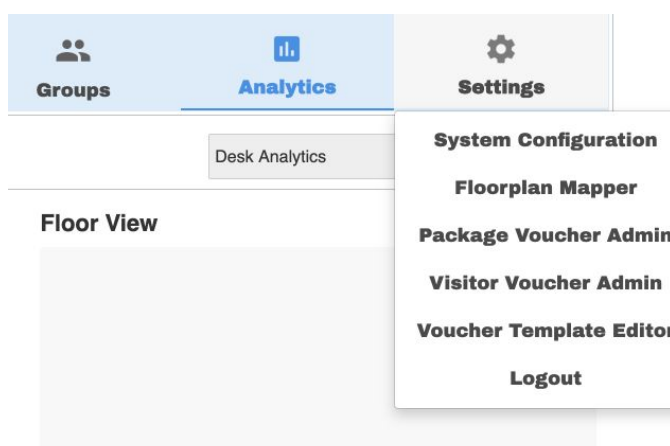 Groups
Analytics
Settings
Desk Analytics
System Configuration
Floorplan Mapper
Floor View
Package Voucher Admin
Visitor Voucher Admin
Voucher Template Editor
Logout